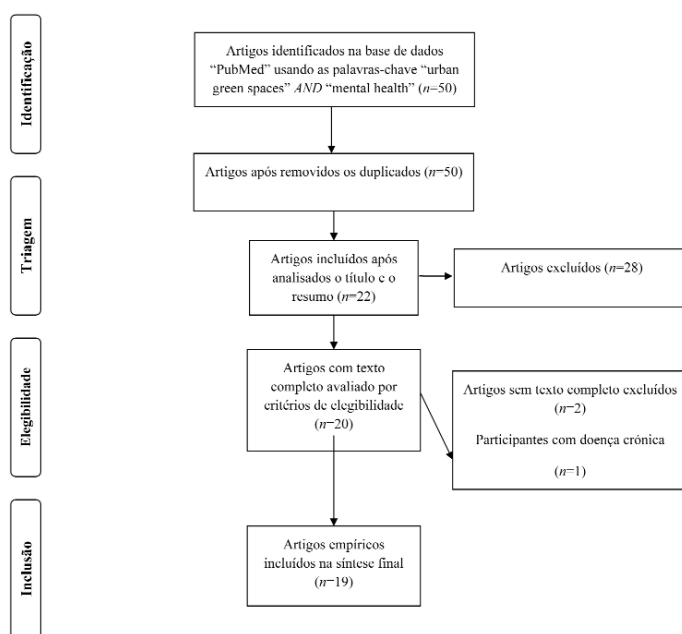 Identificação
Artigos identificados na base de dados
“PubMed” usando as palavras-chave “urban
green spaces” AND “mental health” (n=50)
Artigos após removidos os duplicados (n=50)
Triagem
Artigos incluídos após
analisados o título e o
resumo (n=22)
Artigos excluídos (n=28)
Elegibilidade
Artigos com texto
completo avaliado por
critérios de elegibilidade
(n=20)
Artigos sem texto completo excluídos
(n=2)
Participantes com doença crónica
(n=1)
Inclusão
Artigos empíricos
incluídos na síntese final
(n=19)